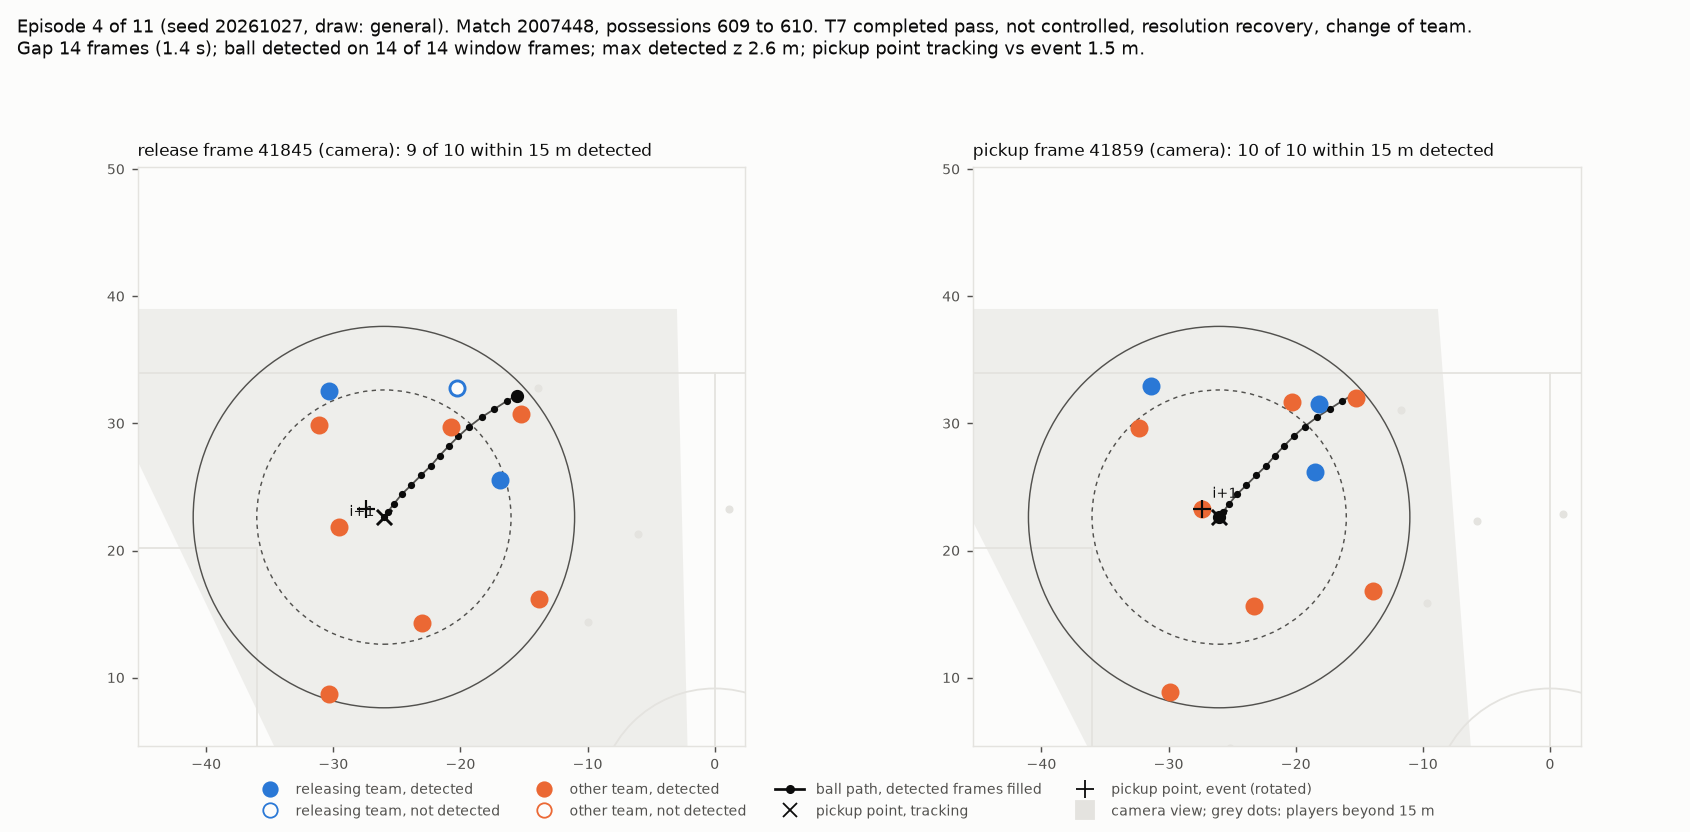 Episode 4 of 11 (seed 20261027, draw: general). Match 2007448, possessions 609 to 610. T7 completed pass, not controlled, resolution recovery, change of team.
Gap 14 frames (1.4 s); ball detected on 14 of 14 window frames; max detected z 2.6 m; pickup point tracking vs event 1.5 m.
release frame 41845 (camera): 9 of 10 within 15 m detected
50
40
30
20
10
i+1
−40
−30
−20
−10
0
pickup frame 41859 (camera): 10 of 10 within 15 m detected
50
40
30
20
10
i+1
−40
−30
−20
−10
0
releasing team, detected
releasing team, not detected
other team, detected
other team, not detected
ball path, detected frames filled
pickup point, tracking
pickup point, event (rotated)
camera view; grey dots: players beyond 15 m